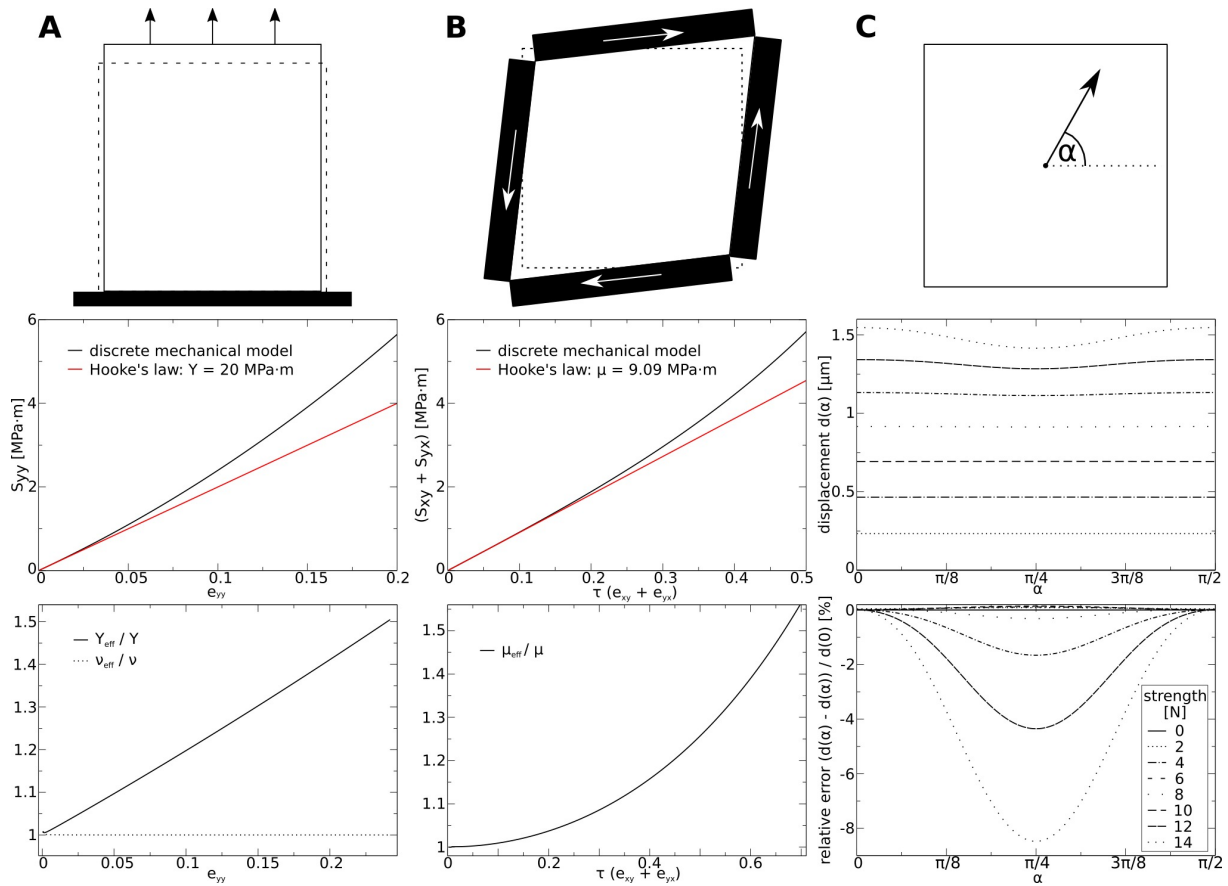 A
B
C
α
6
4
2
0
Syy [MPa·m]
discrete mechanical model
Hooke's law: Y = 20 MPa·m
0
0.05
0.1
0.15
0.2
eyy
6
4
2
0
(Sxy + Syx) [MPa·m]
discrete mechanical model
Hooke's law: μ = 9.09 MPa·m
0
0.1
0.2
0.3
0.4
0.5
τ (exy + eyx)
1.5
1
0.5
0
displacement d(α) [μm]
0
π/8
π/4
3π/8
π/2
α
1.5
1.4
1.3
1.2
1.1
1
Yeff / Y
νeff / ν
0
0.05
0.1
0.15
0.2
eyy
1.5
1.4
1.3
1.2
1.1
1
μeff / μ
0
0.2
0.4
0.6
τ (exy + eyx)
0
-2
-4
-6
-8
relative error (d(α) - d(α)) / d(0) [%]
strength
[N]
0
2
4
6
8
10
12
14
0
π/8
π/4
3π/8
π/2
α